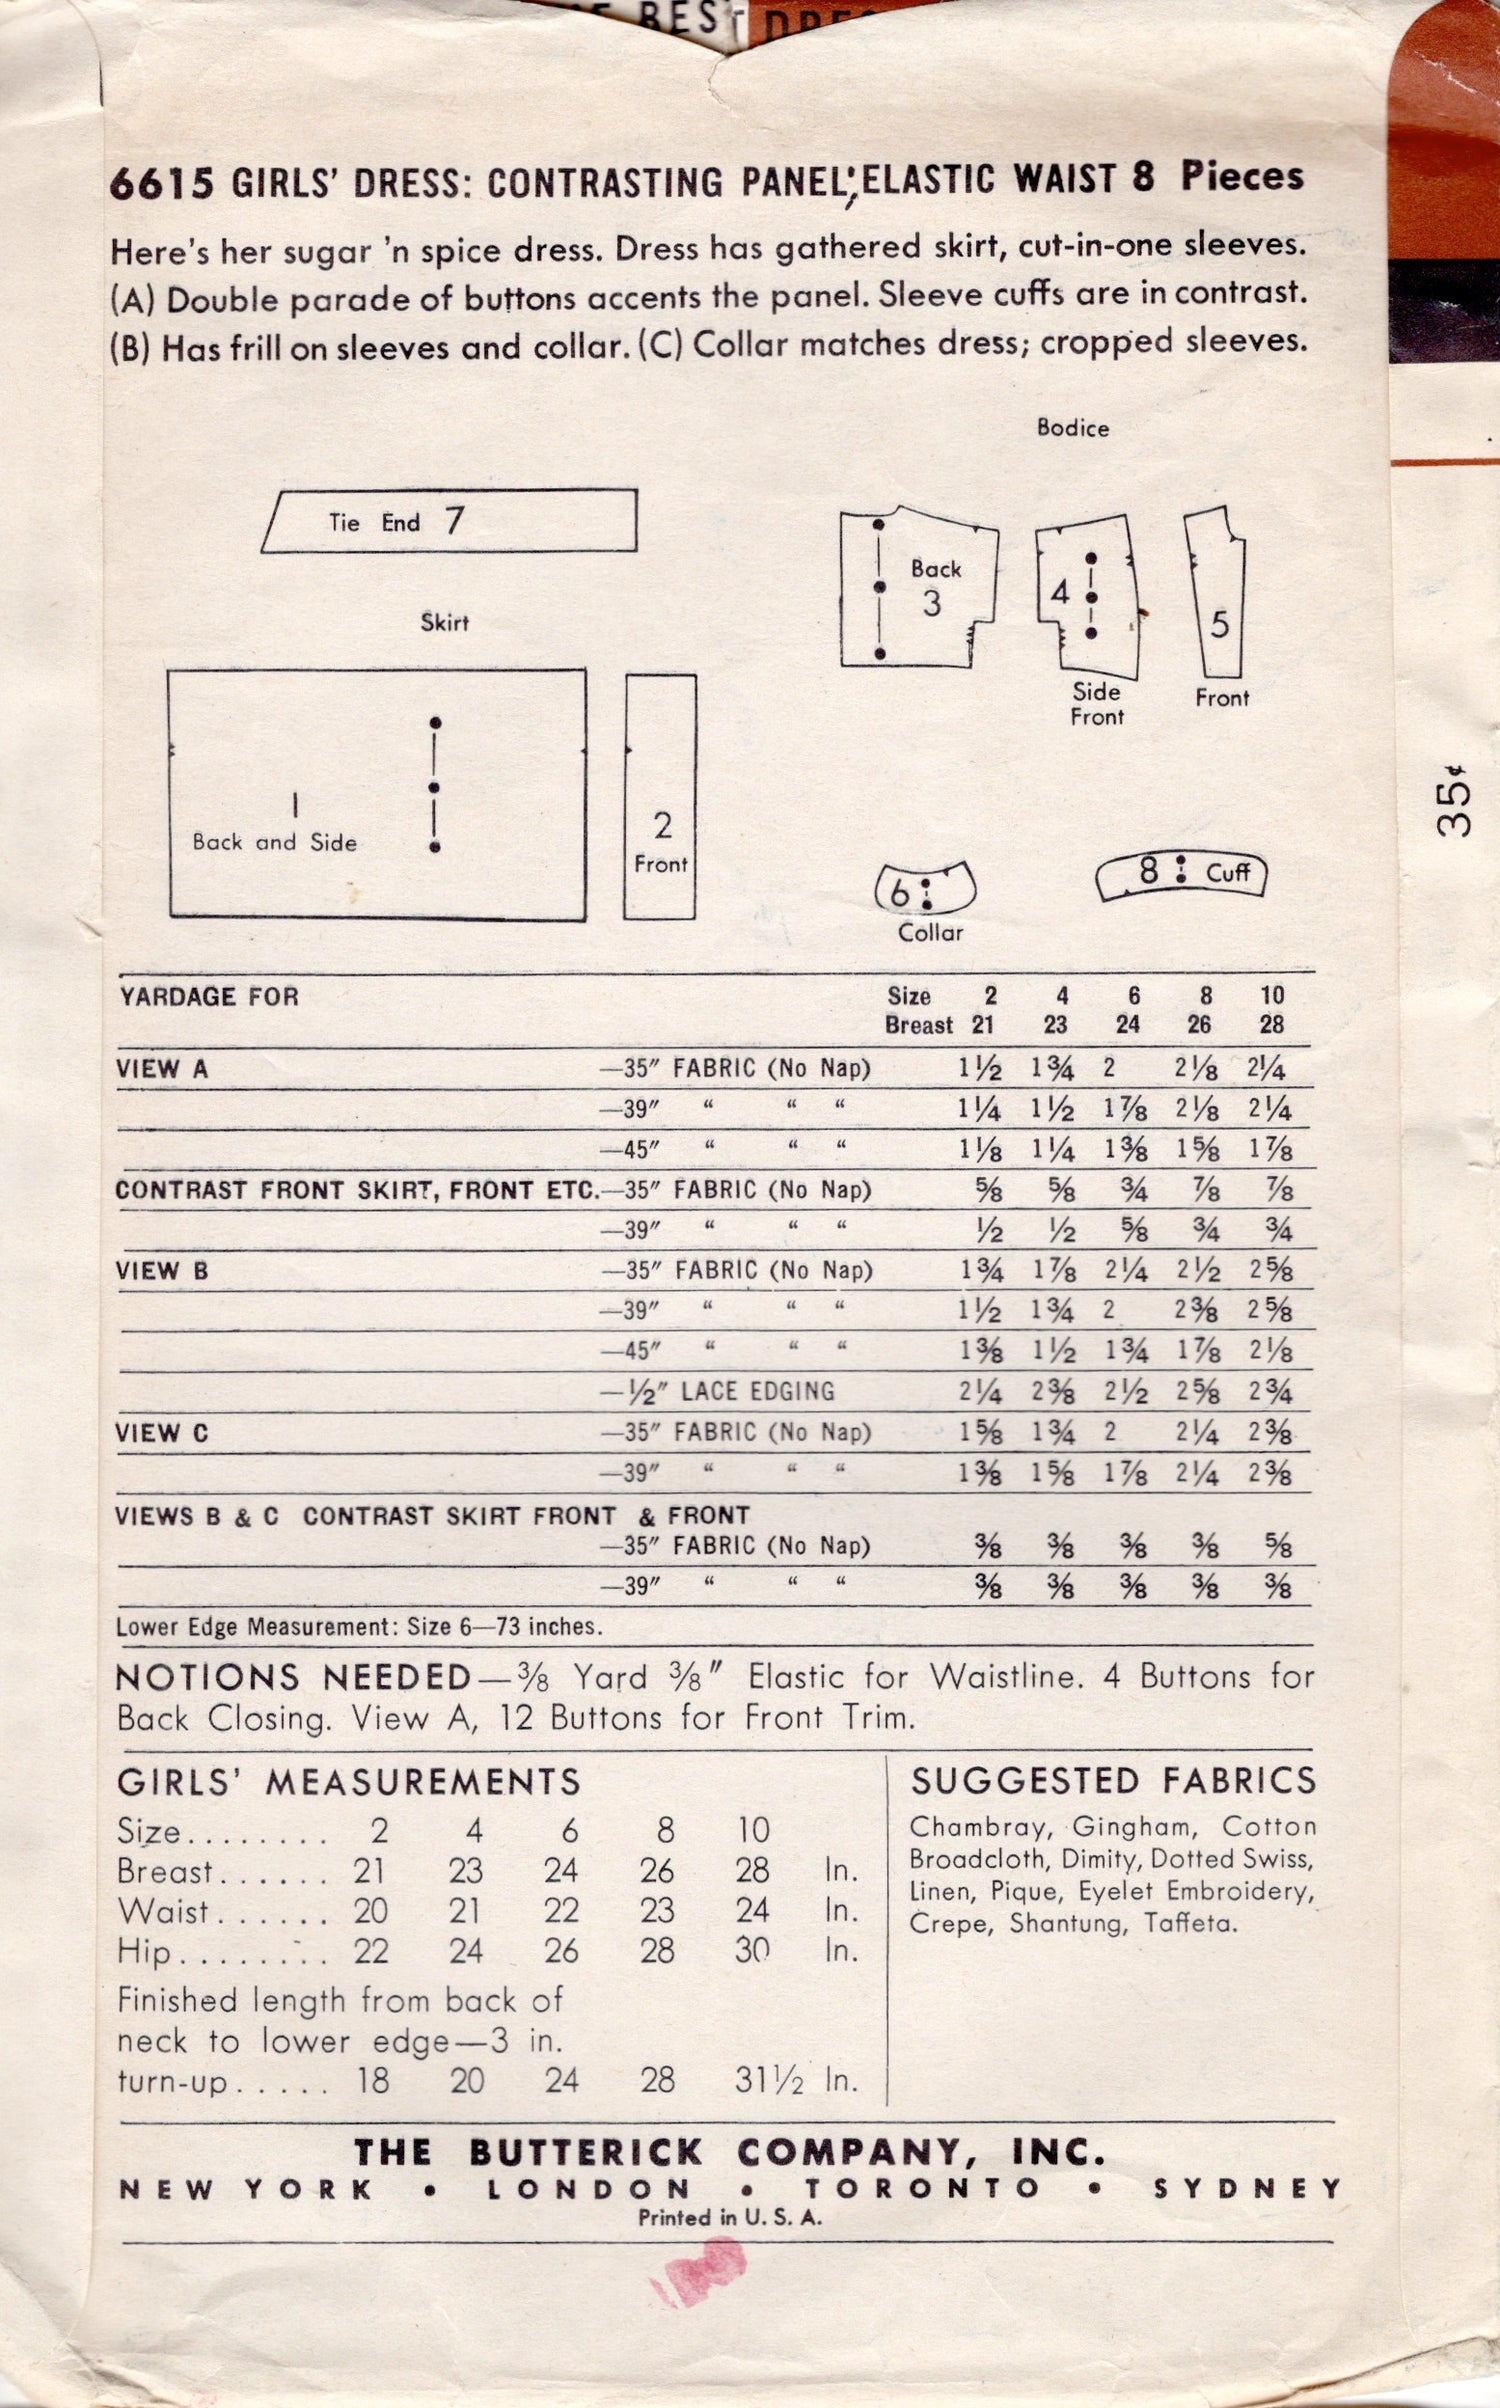 BEST DRE
6615 GIRLS' DRESS: CONTRASTING PANEL; ELASTIC WAIST 8 Pieces
Here's her sugar 'n spice dress. Dress has gathered skirt, cut-in-one sleeves.
(A) Double parade of buttons accents the panel. Sleeve cuffs are in contrast.
(B) Has frill on sleeves and collar. (C) Collar matches dress; cropped sleeves.
Bodice
Tie End 7
Back
3
4
5
Side
Front
Front
Skirt
1
Back and Side
2
Front
35¢
6
Collar
8 Cuff
YARDAGE FOR Size 2 4 6 8 10
Breast 21 23 24 26 28
VIEW A —35" FABRIC (No Nap) 1½ 1¾ 2 2⅛ 2¼
—39" " " " 1¼ 1½ 1⅞ 2⅛ 2¼
—45" " " " 1⅛ 1¼ 1⅜ 1⅝ 1⅞
CONTRAST FRONT SKIRT, FRONT ETC.—35" FABRIC (No Nap) ⅝ ⅝ ¾ ⅞ ⅞
—39" " " " ½ ½ ⅝ ¾ ¾
VIEW B —35" FABRIC (No Nap) 1¾ 1⅞ 2¼ 2½ 2⅝
—39" " " " 1½ 1¾ 2 2⅜ 2⅝
—45" " " " 1⅜ 1½ 1¾ 1⅞ 2⅛
—½" LACE EDGING 2¼ 2⅜ 2½ 2⅝ 2¾
VIEW C —35" FABRIC (No Nap) 1⅝ 1¾ 2 2¼ 2⅜
—39" " " " 1⅜ 1⅝ 1⅞ 2¼ 2⅜
VIEWS B & C CONTRAST SKIRT FRONT & FRONT
—35" FABRIC (No Nap) ⅜ ⅜ ⅜ ⅜ ⅝
—39" " " " ⅜ ⅜ ⅜ ⅜ ⅜
Lower Edge Measurement: Size 6—73 inches.
NOTIONS NEEDED—⅜ Yard ⅜" Elastic for Waistline. 4 Buttons for
Back Closing. View A, 12 Buttons for Front Trim.
GIRLS' MEASUREMENTS
Size........ 2 4 6 8 10
Breast...... 21 23 24 26 28 In.
Waist...... 20 21 22 23 24 In.
Hip........ 22 24 26 28 30 In.
Finished length from back of
neck to lower edge—3 in.
turn-up..... 18 20 24 28 31½ In.
SUGGESTED FABRICS
Chambray, Gingham, Cotton
Broadcloth, Dimity, Dotted Swiss,
Linen, Pique, Eyelet Embroidery,
Crepe, Shantung, Taffeta.
THE BUTTERICK COMPANY, INC.
NEW YORK • LONDON • TORONTO • SYDNEY
Printed in U. S. A.